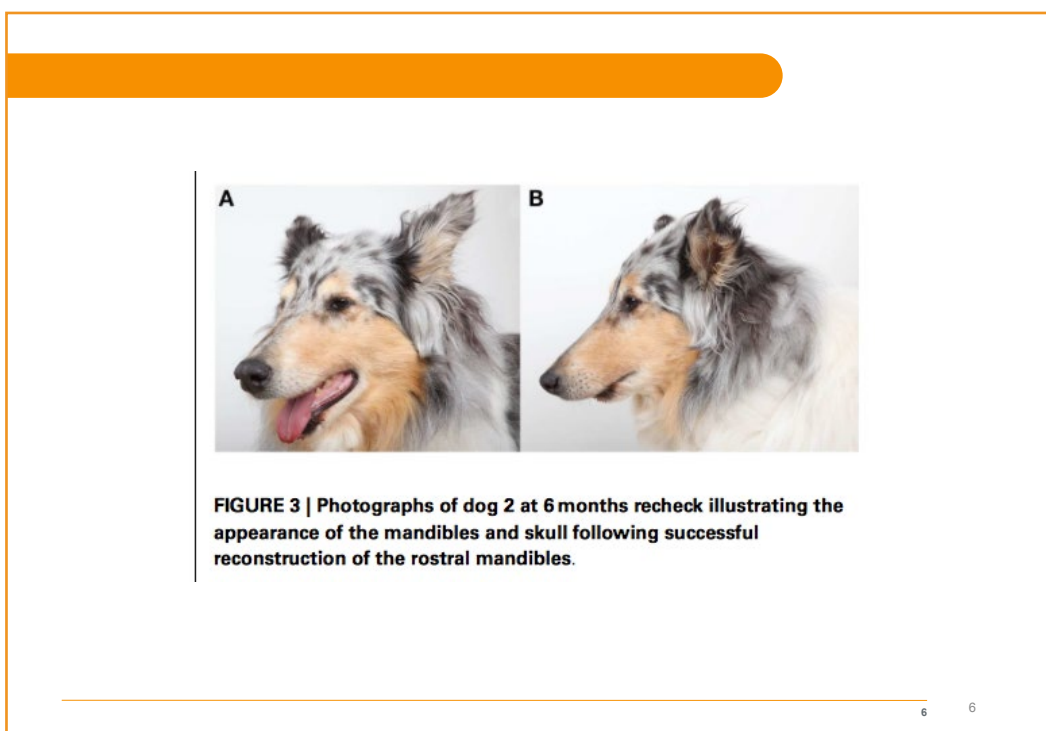 A
B
FIGURE 3 | Photographs of dog 2 at 6 months recheck illustrating the
appearance of the mandibles and skull following successful
reconstruction of the rostral mandibles.
6
6